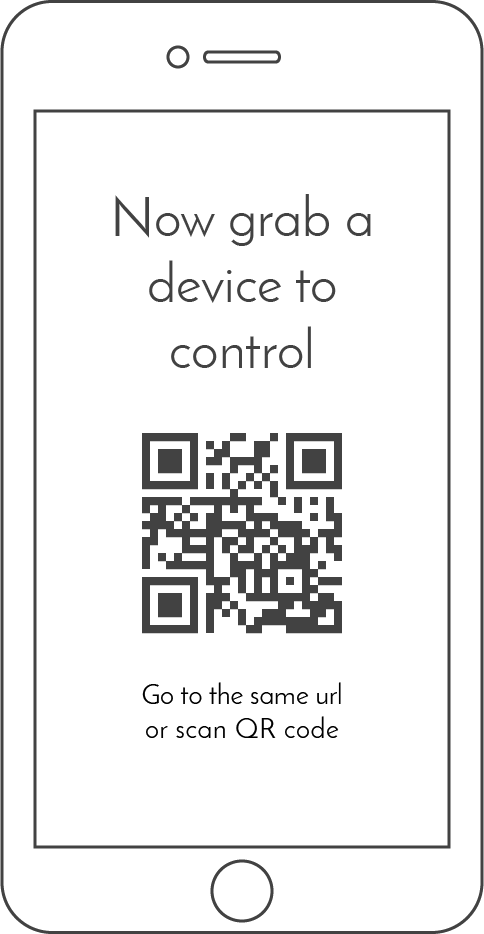 Now grab a
device to
control
Go to the same url
or scan QR code